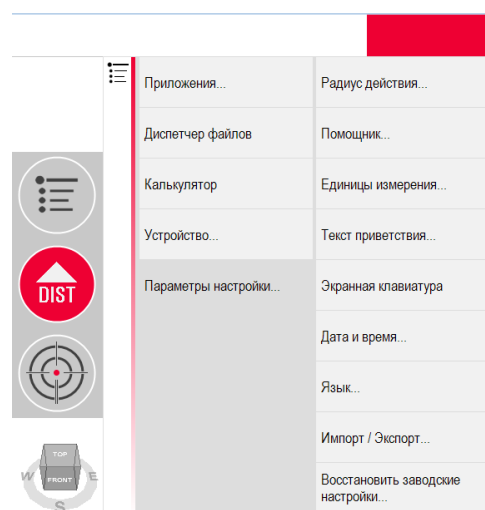 Приложения...
Диспетчер файлов
Калькулятор
Устройство...
Параметры настройки...
Радиус действия...
Помощник...
Единицы измерения...
Текст приветствия...
Экранная клавиатура
Дата и время...
Язык...
Импорт / Экспорт...
Восстановить заводские
настройки...
DIST
TOP
W
FRONT
E
S